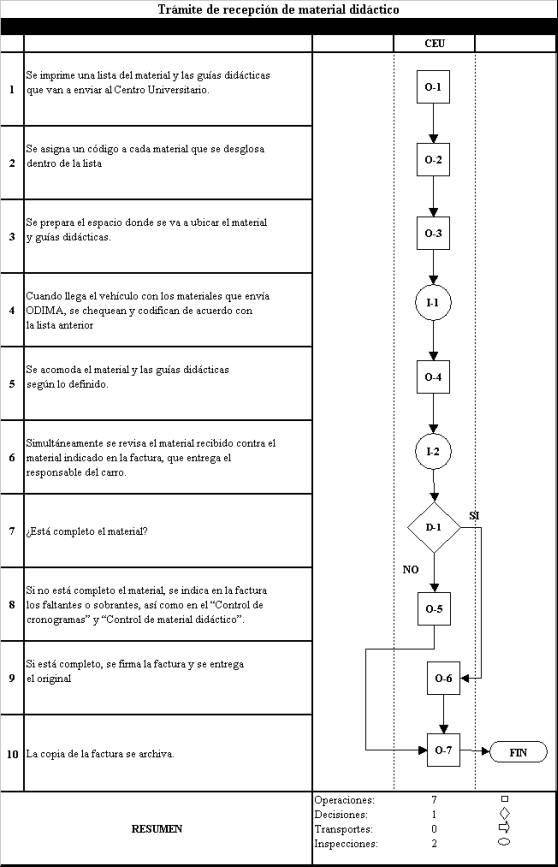 Trámite de recepción de material didáctico
CEU
1
Se imprime una lista del material y las guías didácticas
que van a enviar al Centro Universitario.
O-1
2
Se asigna un código a cada material que se desglosa
dentro de la lista
O-2
3
Se prepara el espacio donde se va a ubicar el material
y guías didácticas.
O-3
4
Cuando llega el vehículo con los materiales que envía
ODIMA, se chequean y codifican de acuerdo con
la lista anterior
I-1
5
Se acomoda el material y las guías didácticas
según lo definido.
O-4
6
Simultáneamente se revisa el material recibido contra el
material indicado en la factura, que entrega el
responsable del carro.
I-2
7
¿Está completo el material?
D-1
SI
NO
8
Si no está completo el material, se indica en la factura
los faltantes o sobrantes, así como en el “Control de
cronogramas” y “Control de material didáctico”.
O-5
9
Si está completo, se firma la factura y se entrega
el original
O-6
10
La copia de la factura se archiva.
O-7
FIN
RESUMEN
Operaciones: 7
Decisiones: 1
Transportes: 0
Inspecciones: 2